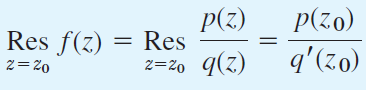 Res f(z) = Res p(z)/q(z) = p(z₀)/q′(z₀)
z=z₀ z=z₀